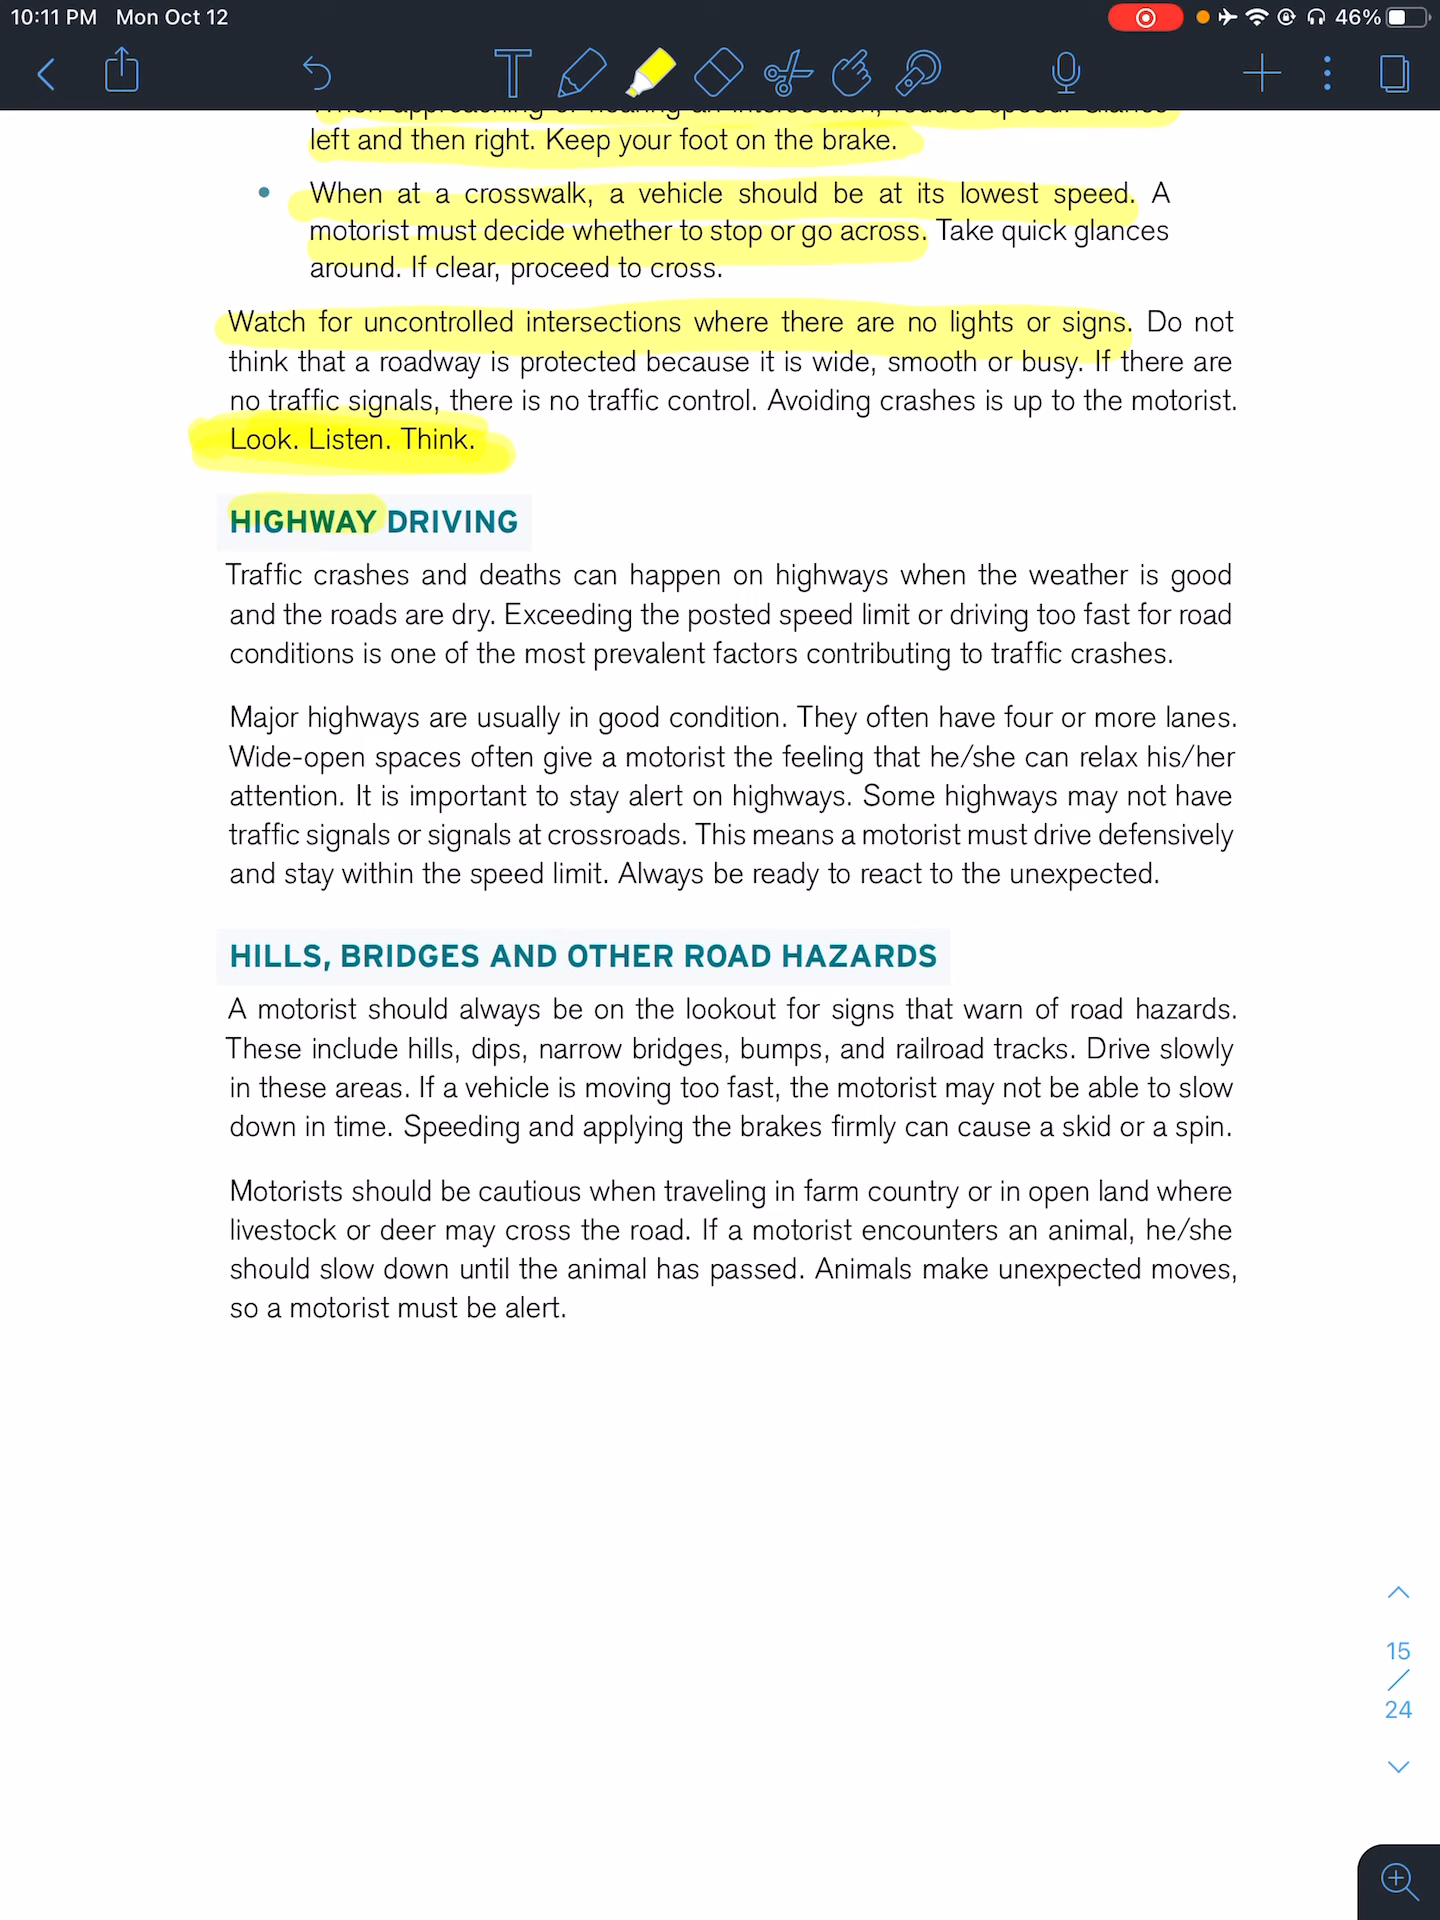 10:11 PM Mon Oct 12
46%
When approaching or nearing an intersection, reduce speed. Glance
left and then right. Keep your foot on the brake.
• When at a crosswalk, a vehicle should be at its lowest speed. A
motorist must decide whether to stop or go across. Take quick glances
around. If clear, proceed to cross.
Watch for uncontrolled intersections where there are no lights or signs. Do not
think that a roadway is protected because it is wide, smooth or busy. If there are
no traffic signals, there is no traffic control. Avoiding crashes is up to the motorist.
Look. Listen. Think.
HIGHWAY DRIVING
Traffic crashes and deaths can happen on highways when the weather is good
and the roads are dry. Exceeding the posted speed limit or driving too fast for road
conditions is one of the most prevalent factors contributing to traffic crashes.
Major highways are usually in good condition. They often have four or more lanes.
Wide-open spaces often give a motorist the feeling that he/she can relax his/her
attention. It is important to stay alert on highways. Some highways may not have
traffic signals or signals at crossroads. This means a motorist must drive defensively
and stay within the speed limit. Always be ready to react to the unexpected.
HILLS, BRIDGES AND OTHER ROAD HAZARDS
A motorist should always be on the lookout for signs that warn of road hazards.
These include hills, dips, narrow bridges, bumps, and railroad tracks. Drive slowly
in these areas. If a vehicle is moving too fast, the motorist may not be able to slow
down in time. Speeding and applying the brakes firmly can cause a skid or a spin.
Motorists should be cautious when traveling in farm country or in open land where
livestock or deer may cross the road. If a motorist encounters an animal, he/she
should slow down until the animal has passed. Animals make unexpected moves,
so a motorist must be alert.
15
/
24